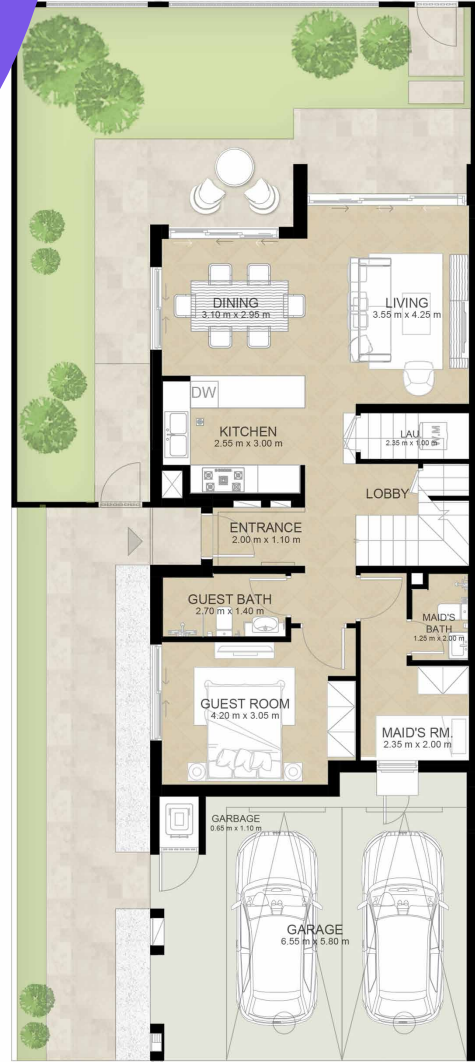 DINING
3.10 m x 2.95 m
LIVING
3.55 m x 4.25 m
DW
KITCHEN
2.55 m x 3.00 m
LAU.
W.M
2.35 m x 1.00 m
LOBBY
ENTRANCE
2.00 m x 1.10 m
GUEST BATH
2.70 m x 1.40 m
MAID'S
BATH
1.25 m x 2.00 m
GUEST ROOM
4.20 m x 3.05 m
MAID'S RM.
2.35 m x 2.00 m
GARBAGE
0.65 m x 1.10 m
GARAGE
6.55 m x 5.80 m